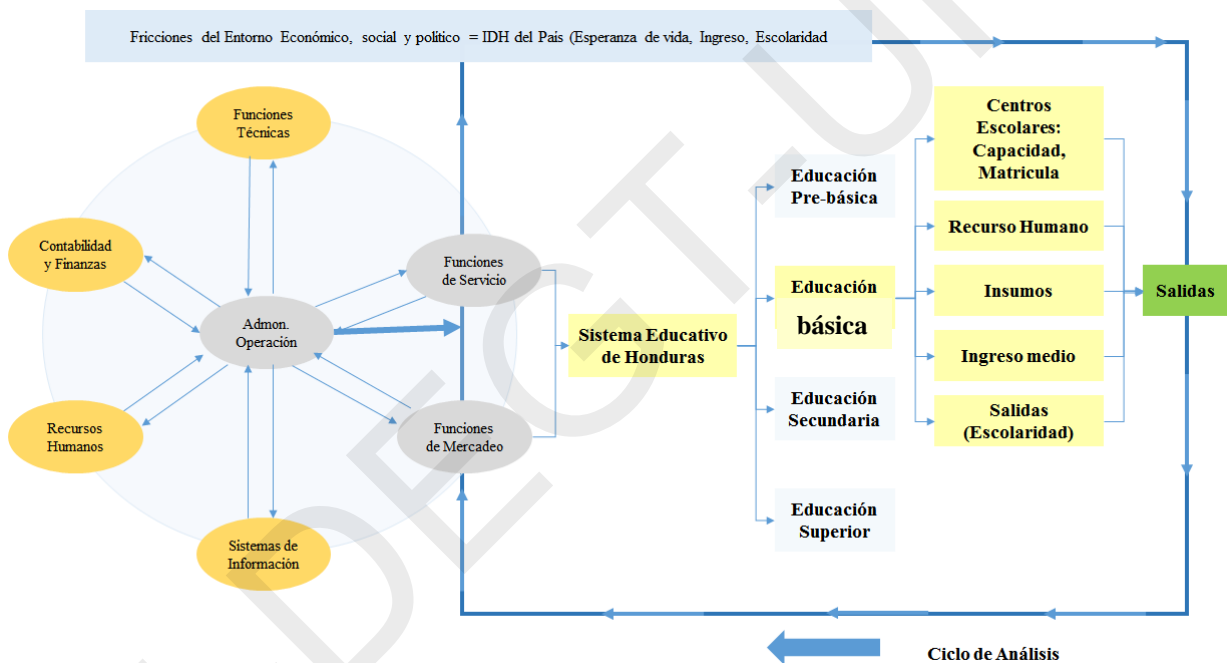 Fricciones del Entorno Económico, social y político = IDH del País (Esperanza de vida, Ingreso, Escolaridad
Funciones
Técnicas
Contabilidad
y Finanzas
Admon.
Operación
Recursos
Humanos
Sistemas de
Información
Funciones
de Servicio
Funciones
de Mercadeo
Sistema Educativo
de Honduras
Educación
Pre-básica
Educación
básica
Educación
Secundaria
Educación
Superior
Centros
Escolares:
Capacidad,
Matricula
Recurso Humano
Insumos
Ingreso medio
Salidas
(Escolaridad)
Salidas
Ciclo de Análisis